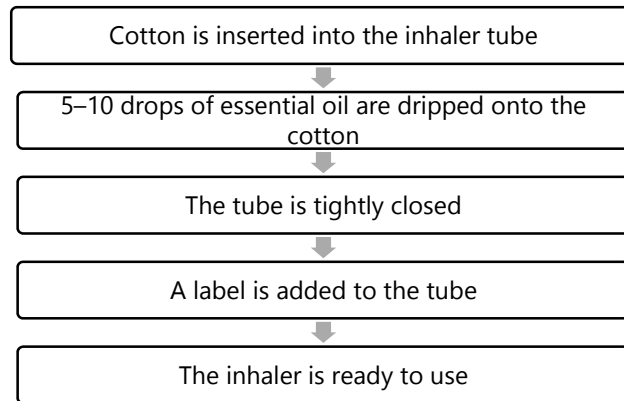 Cotton is inserted into the inhaler tube
5–10 drops of essential oil are dripped onto the
cotton
The tube is tightly closed
A label is added to the tube
The inhaler is ready to use